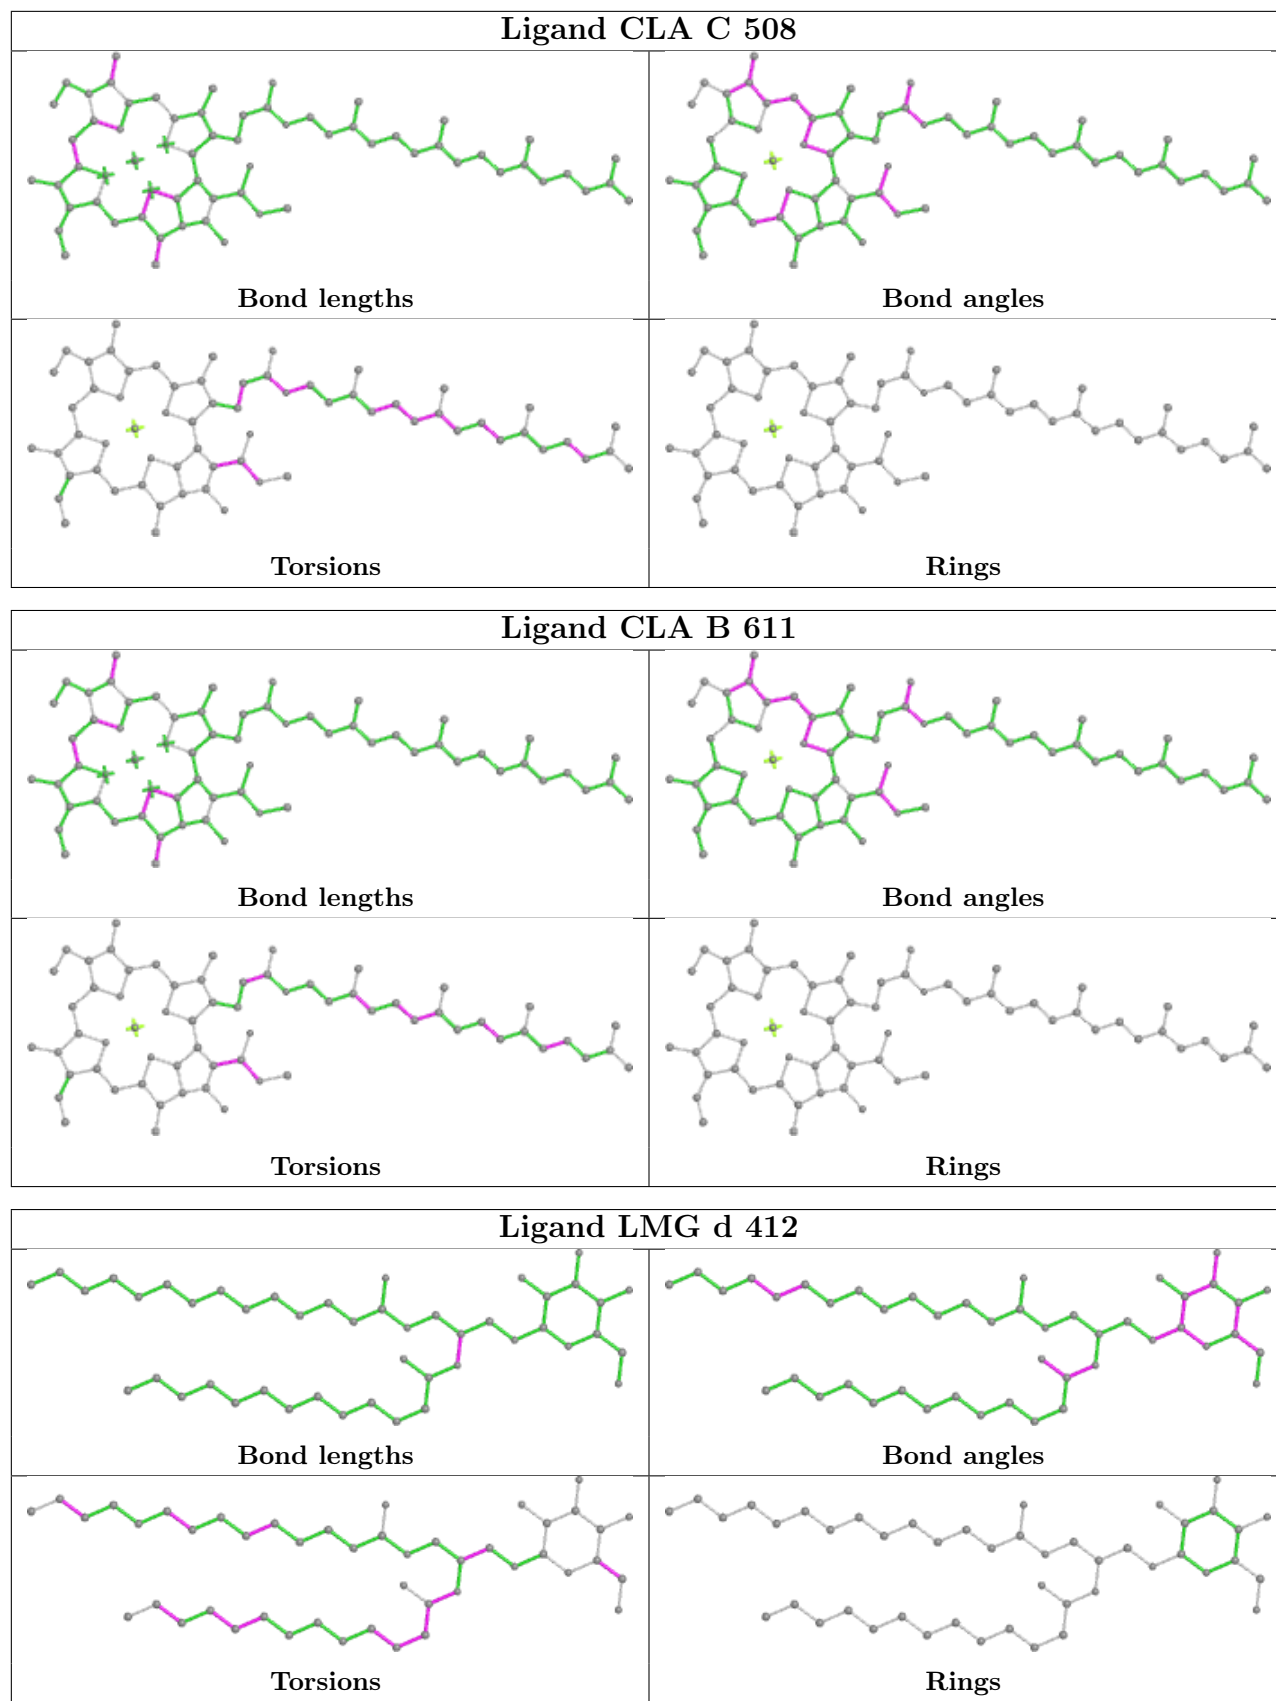 Ligand CLA C 508
Bond lengths
Bond angles
Torsions
Rings
Ligand CLA B 611
Bond lengths
Bond angles
Torsions
Rings
Ligand LMG d 412
Bond lengths
Bond angles
Torsions
Rings